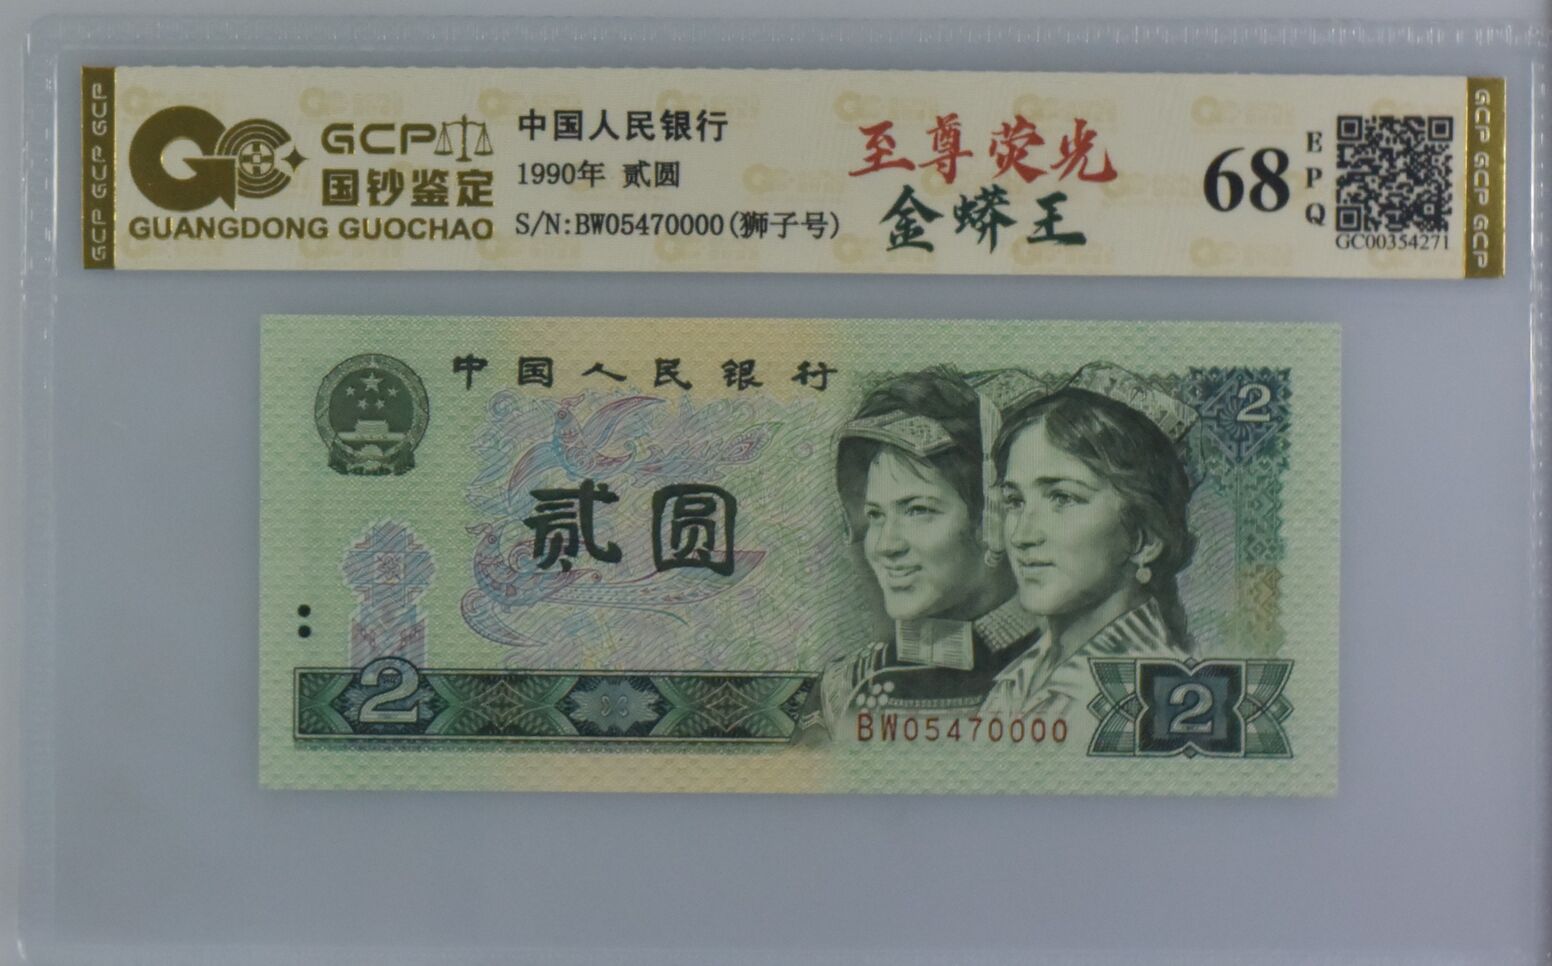 GCP GCP GCP
GCP
国钞鉴定
GUANGDONG GUOCHAO
中国人民银行
1990年 贰圆
S/N:BW05470000(狮子号)
至尊荧光
金蟒王
68
EPQ
GC00354271
GCP GCP GCP
中国人民银行
2
贰圆
2
BW05470000
2